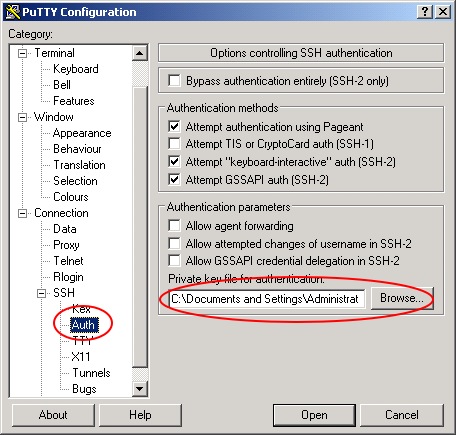 PuTTY Configuration
Category:
Terminal
Keyboard
Bell
Features
Window
Appearance
Behaviour
Translation
Selection
Colours
Connection
Data
Proxy
Telnet
Rlogin
SSH
Kex
Auth
TTY
X11
Tunnels
Bugs
Options controlling SSH authentication
Bypass authentication entirely (SSH-2 only)
Authentication methods
Attempt authentication using Pageant
Attempt TIS or CryptoCard auth (SSH-1)
Attempt "keyboard-interactive" auth (SSH-2)
Attempt GSSAPI auth (SSH-2)
Authentication parameters
Allow agent forwarding
Allow attempted changes of username in SSH-2
Allow GSSAPI credential delegation in SSH-2
Private key file for authentication:
C:\Documents and Settings\Administrat Browse...
About Help Open Cancel